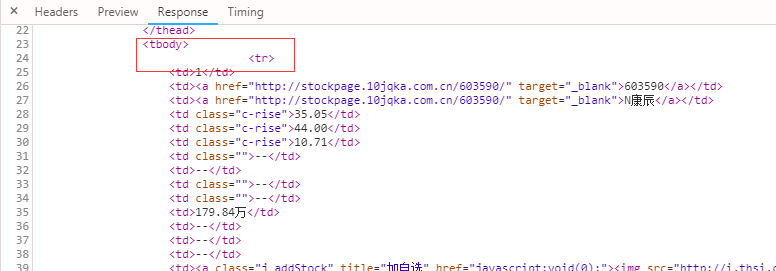 × Headers Preview Response Timing
22 </thead>
23 <tbody>
24 <tr>
25 <td>1</td>
26 <td><a href="http://stockpage.10jqka.com.cn/603590/" target="_blank">603590</a></td>
27 <td><a href="http://stockpage.10jqka.com.cn/603590/" target="_blank">N康辰</a></td>
28 <td class="c-rise">35.05</td>
29 <td class="c-rise">44.00</td>
30 <td class="c-rise">10.71</td>
31 <td class="">--</td>
32 <td>--</td>
33 <td class="">--</td>
34 <td class="">--</td>
35 <td>179.84万</td>
36 <td>--</td>
37 <td>--</td>
38 <td>--</td>
39 <td><a class="j_addStock" title="加自选" href="javascript:void(0);"><img src="http://i.thsi.c